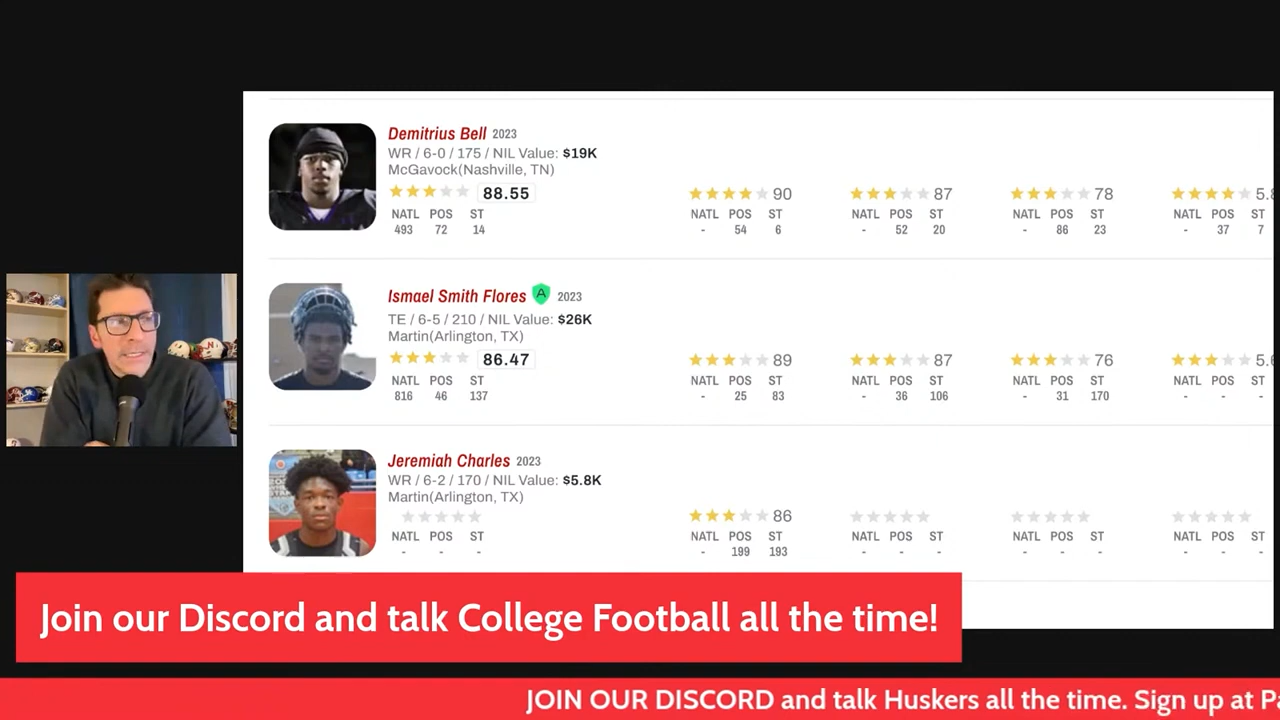 Demitrius Bell 2023
WR / 6-0 / 175 / NIL Value: $19K
McGavock(Nashville, TN)
88.55 90 87 78
NATL POS ST NATL POS ST NATL POS ST NATL POS ST NATL POS ST
493 72 14 - 54 6 - 52 20 - 86 23 - 37 7
Ismael Smith Flores A 2023
TE / 6-5 / 210 / NIL Value: $26K
Martin(Arlington, TX)
86.47 89 87 76
NATL POS ST NATL POS ST NATL POS ST NATL POS ST NATL POS ST
816 46 137 - 25 83 - 36 106 - 31 170 - - -
Jeremiah Charles 2023
WR / 6-2 / 170 / NIL Value: $5.8K
Martin(Arlington, TX)
86
NATL POS ST NATL POS ST NATL POS ST NATL POS ST NATL POS ST
- - - - 199 193 - - - - - - - - -
Join our Discord and talk College Football all the time!
JOIN OUR DISCORD and talk Huskers all the time. Sign up at